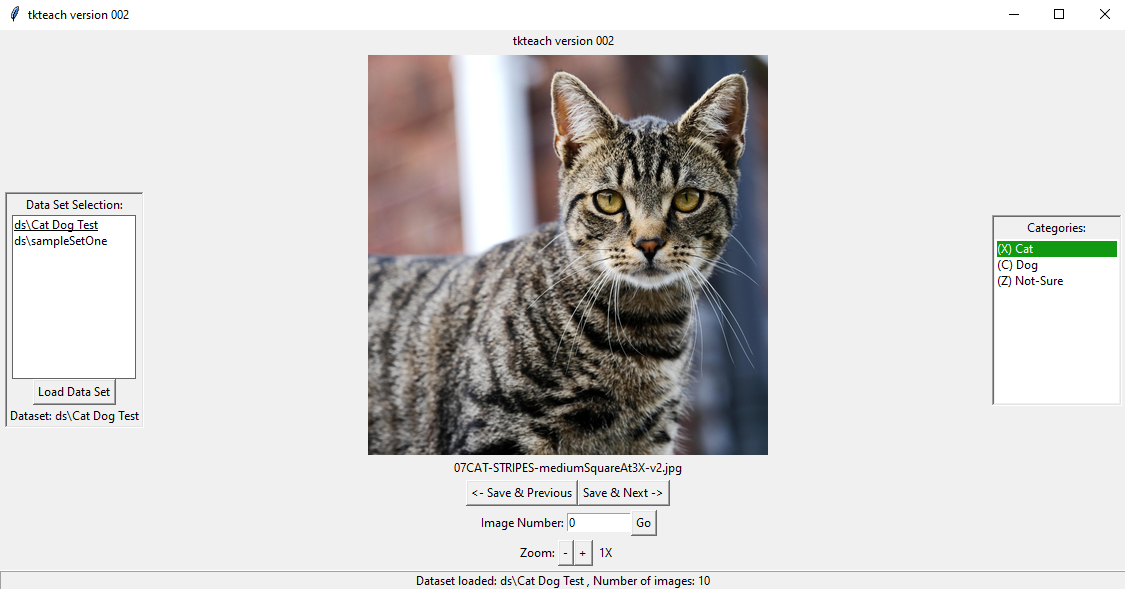 tkteach version 002
tkteach version 002
Data Set Selection:
ds\Cat Dog Test
ds\sampleSetOne
Load Data Set
Dataset: ds\Cat Dog Test
Categories:
(X) Cat
(C) Dog
(Z) Not-Sure
07CAT-STRIPES-mediumSquareAt3X-v2.jpg
<- Save & Previous Save & Next ->
Image Number: 0 Go
Zoom: - + 1X
Dataset loaded: ds\Cat Dog Test , Number of images: 10